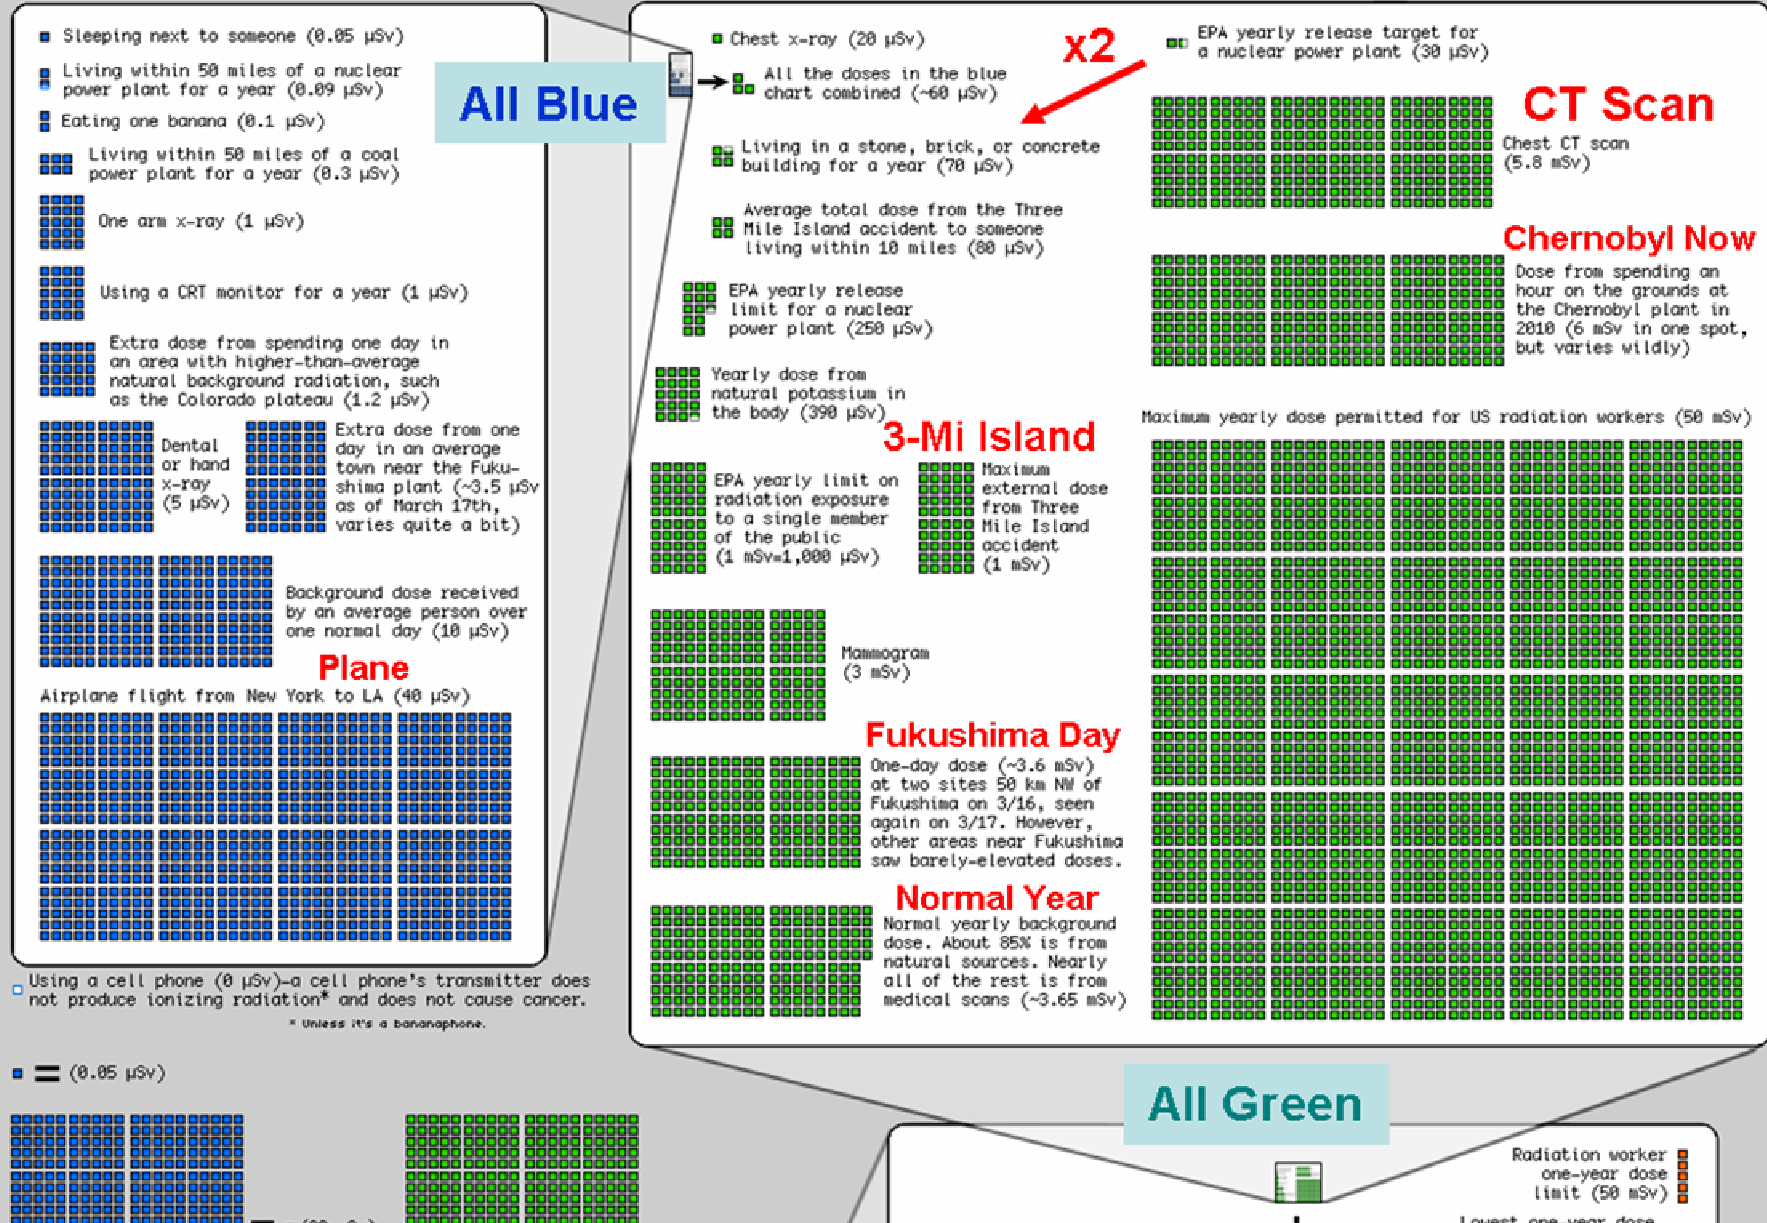 Sleeping next to someone (0.05 µSv)
Living within 50 miles of a nuclear
power plant for a year (0.09 µSv)
Eating one banana (0.1 µSv)
Living within 50 miles of a coal
power plant for a year (0.3 µSv)
One arm x-ray (1 µSv)
Using a CRT monitor for a year (1 µSv)
Extra dose from spending one day in
an area with higher-than-average
natural background radiation, such
as the Colorado plateau (1.2 µSv)
Dental
or hand
x-ray
(5 µSv)
Extra dose from one
day in an average
town near the Fuku-
shima plant (~3.5 µSv
as of March 17th,
varies quite a bit)
Background dose received
by an average person over
one normal day (10 µSv)
Plane
Airplane flight from New York to LA (40 µSv)
Using a cell phone (0 µSv)—a cell phone's transmitter does
not produce ionizing radiation* and does not cause cancer.
* Unless it's a bananaphone.
= (0.05 µSv)
All Blue
Chest x-ray (20 µSv)
All the doses in the blue
chart combined (~60 µSv)
x2
Living in a stone, brick, or concrete
building for a year (70 µSv)
Average total dose from the Three
Mile Island accident to someone
living within 10 miles (80 µSv)
EPA yearly release
limit for a nuclear
power plant (250 µSv)
Yearly dose from
natural potassium in
the body (390 µSv)
3-Mi Island
EPA yearly limit on
radiation exposure
to a single member
of the public
(1 mSv=1,000 µSv)
Maximum
external dose
from Three
Mile Island
accident
(1 mSv)
Mammogram
(3 mSv)
Fukushima Day
One-day dose (~3.6 mSv)
at two sites 50 km NW of
Fukushima on 3/16, seen
again on 3/17. However,
other areas near Fukushima
saw barely-elevated doses.
Normal Year
Normal yearly background
dose. About 85% is from
natural sources. Nearly
all of the rest is from
medical scans (~3.65 mSv)
EPA yearly release target for
a nuclear power plant (30 µSv)
CT Scan
Chest CT scan
(5.8 mSv)
Chernobyl Now
Dose from spending an
hour on the grounds at
the Chernobyl plant in
2010 (6 mSv in one spot,
but varies wildly)
Maximum yearly dose permitted for US radiation workers (50 mSv)
All Green
Radiation worker
one-year dose
limit (50 mSv)
Lowest one-year dose